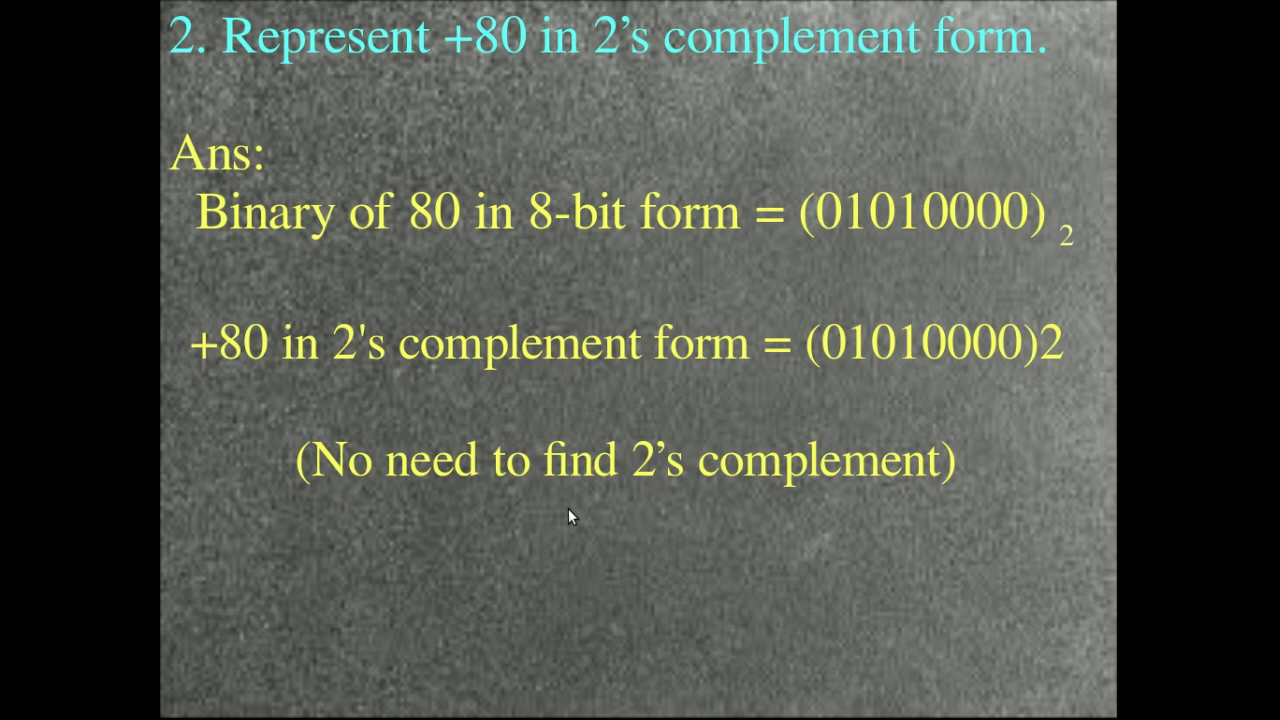 2. Represent +80 in 2’s complement form.
Ans:
Binary of 80 in 8-bit form = (01010000) 2
+80 in 2's complement form = (01010000)2
(No need to find 2’s complement)